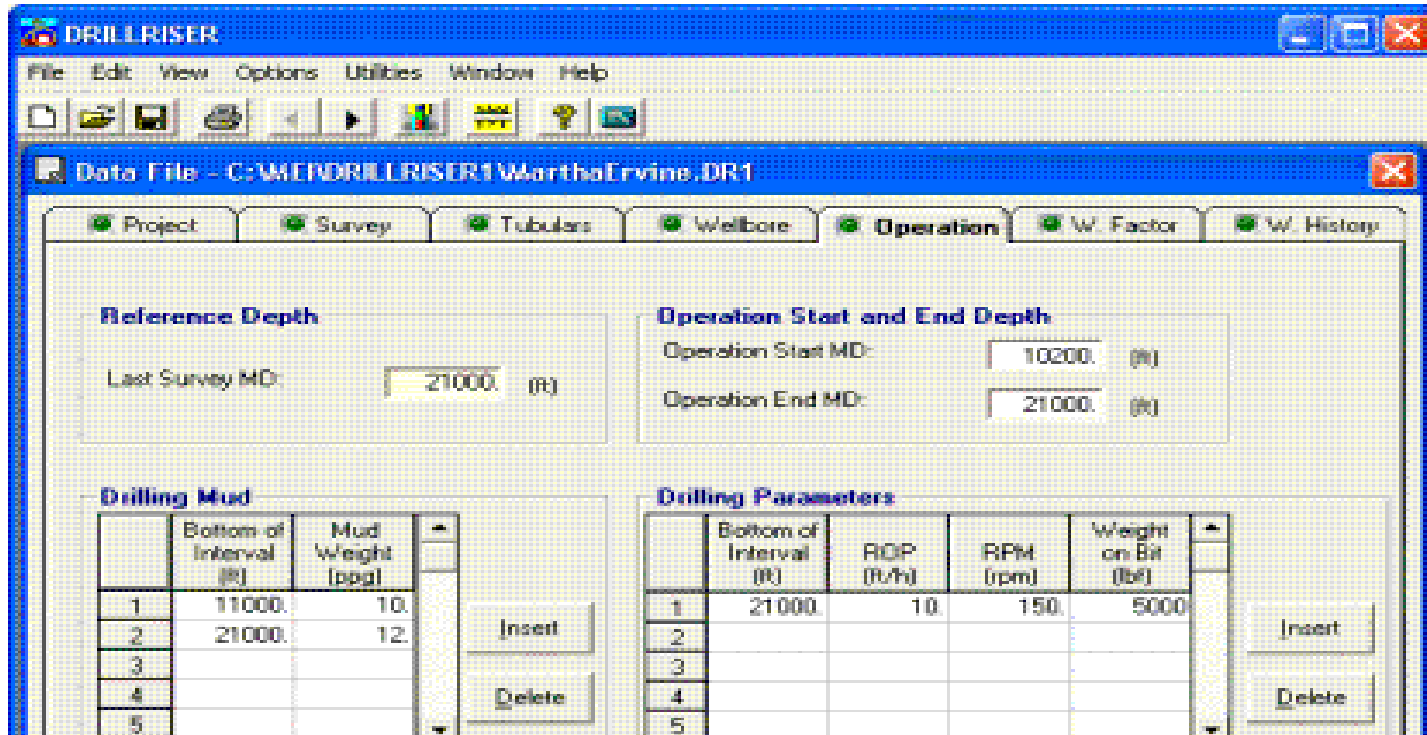 DRILLRISER
File Edit View Options Utilities Window Help
Data File - C:\MEI\DRILLRISER1\MarthaErvine.DR1
Project Survey Tubulars Wellbore Operation W. Factor W. History
Reference Depth
Last Survey MD: 21000. (ft)
Operation Start and End Depth
Operation Start MD: 10200. (ft)
Operation End MD: 21000. (ft)
Drilling Mud
Bottom of Interval (ft) Mud Weight (ppg)
1 11000. 10.
2 21000. 12.
3
4
5
Insert
Delete
Drilling Parameters
Bottom of Interval (ft) ROP (ft/h) RPM (rpm) Weight on Bit (lbf)
1 21000. 10. 150. 5000
2
3
4
5
Insert
Delete